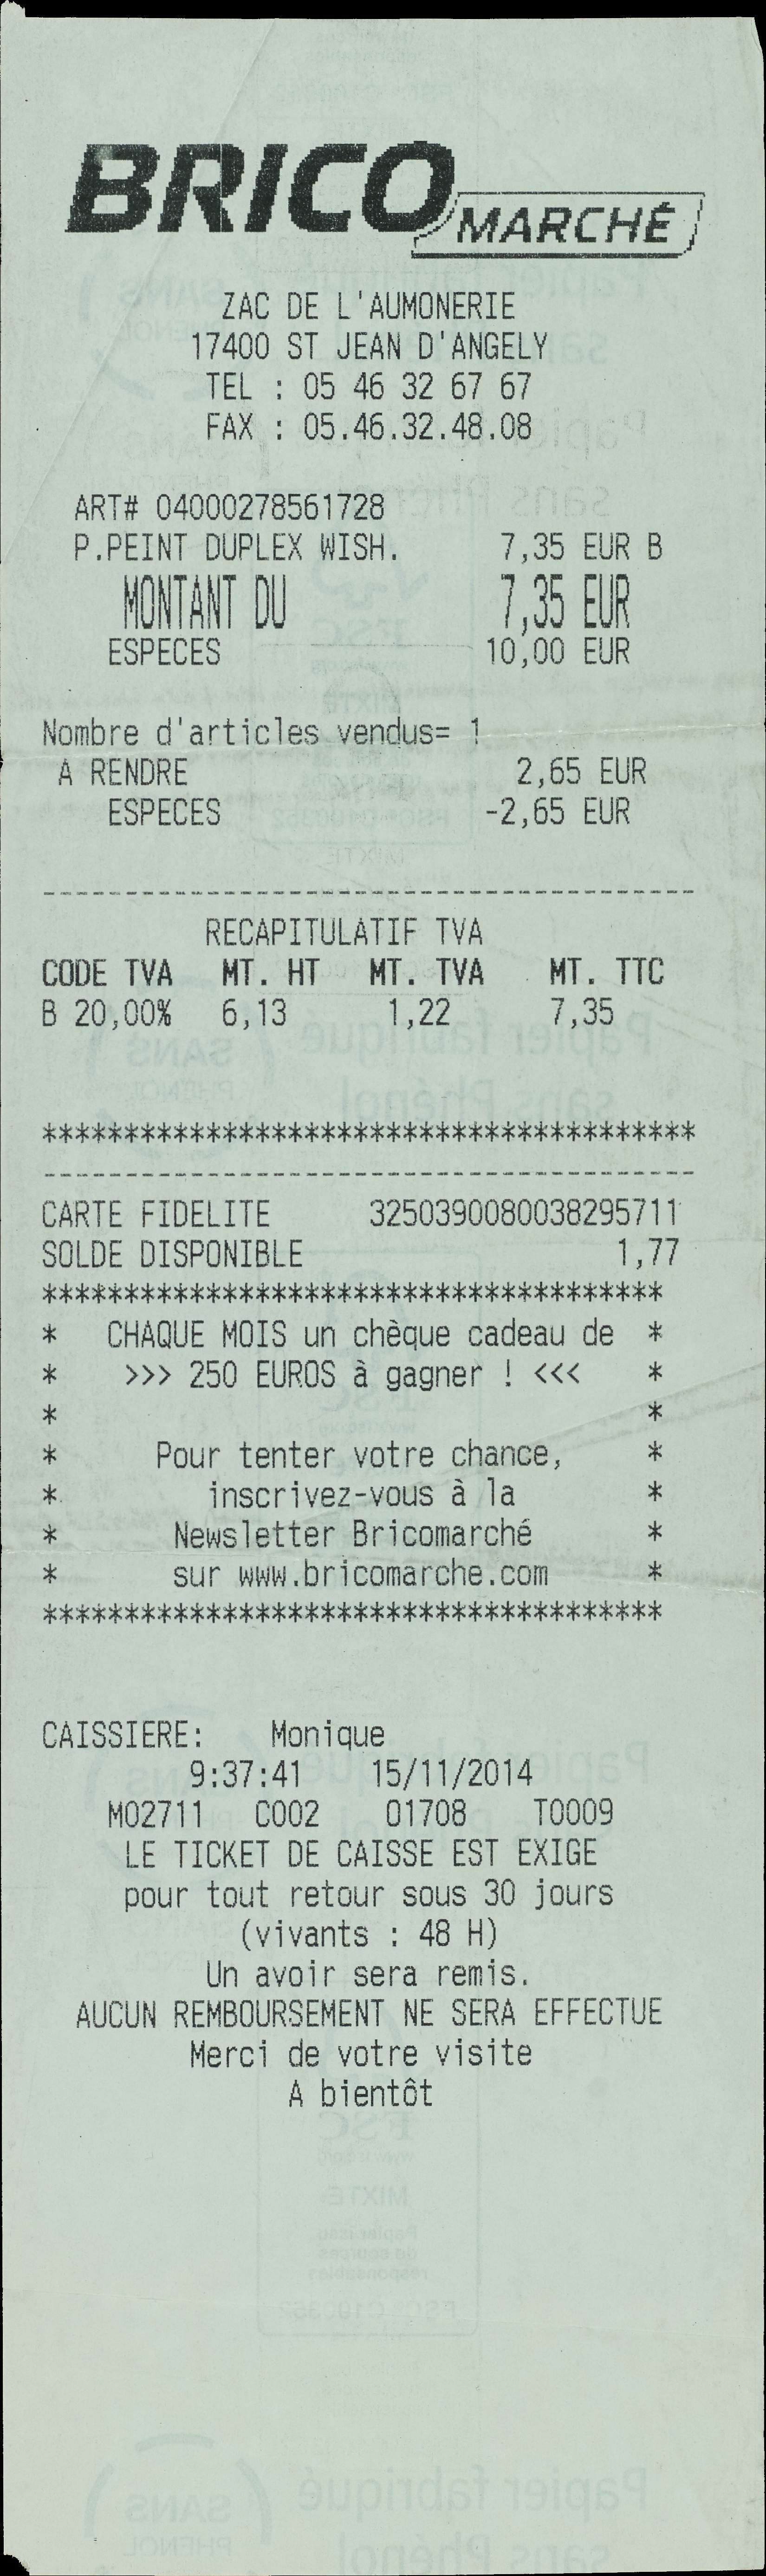 BRICO MARCHÉ
ZAC DE L'AUMONERIE
17400 ST JEAN D'ANGELY
TEL : 05 46 32 67 67
FAX : 05.46.32.48.08
ART# 04000278561728
P.PEINT DUPLEX WISH. 7,35 EUR B
MONTANT DU 7,35 EUR
ESPECES 10,00 EUR
Nombre d'articles vendus= 1
A RENDRE 2,65 EUR
ESPECES -2,65 EUR
----------------------------------------
RECAPITULATIF TVA
CODE TVA MT. HT MT. TVA MT. TTC
B 20,00% 6,13 1,22 7,35
****************************************
----------------------------------------
CARTE FIDELITE 3250390080038295711
SOLDE DISPONIBLE 1,77
**************************************
* CHAQUE MOIS un chèque cadeau de *
* >>> 250 EUROS à gagner ! <<< *
* *
* Pour tenter votre chance, *
* inscrivez-vous à la *
* Newsletter Bricomarché *
* sur www.bricomarche.com *
**************************************
CAISSIERE: Monique
9:37:41 15/11/2014
M02711 C002 01708 T0009
LE TICKET DE CAISSE EST EXIGE
pour tout retour sous 30 jours
(vivants : 48 H)
Un avoir sera remis.
AUCUN REMBOURSEMENT NE SERA EFFECTUE
Merci de votre visite
A bientôt